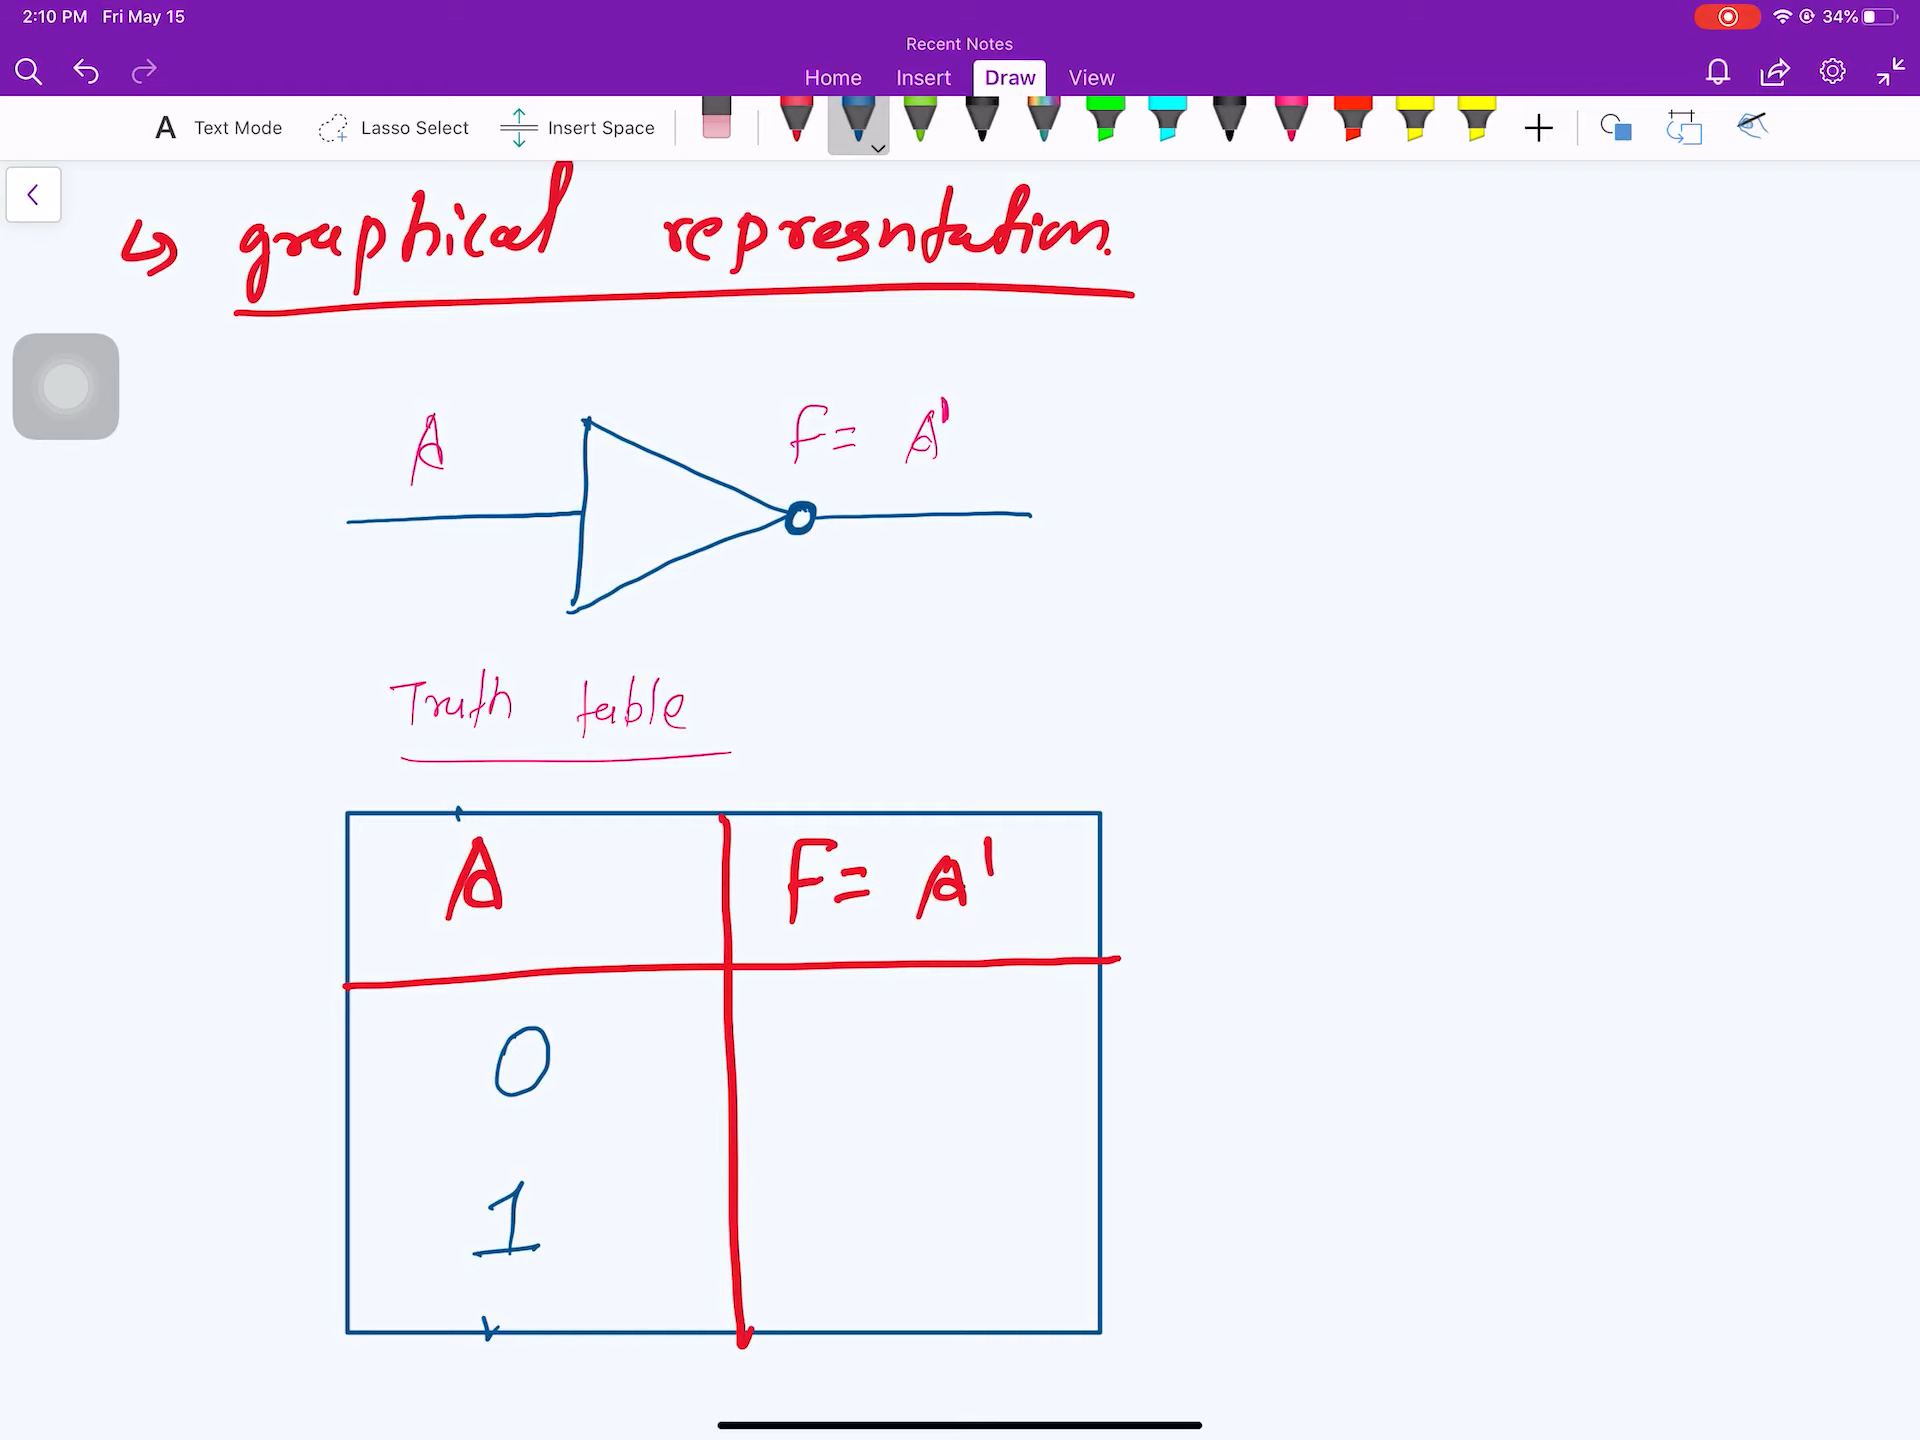 2:10 PM Fri May 15 34%
Recent Notes
Home Insert Draw View
A Text Mode Lasso Select Insert Space
↳ graphical represntation.
A F= A'
Truth table
A F= A'
0
1